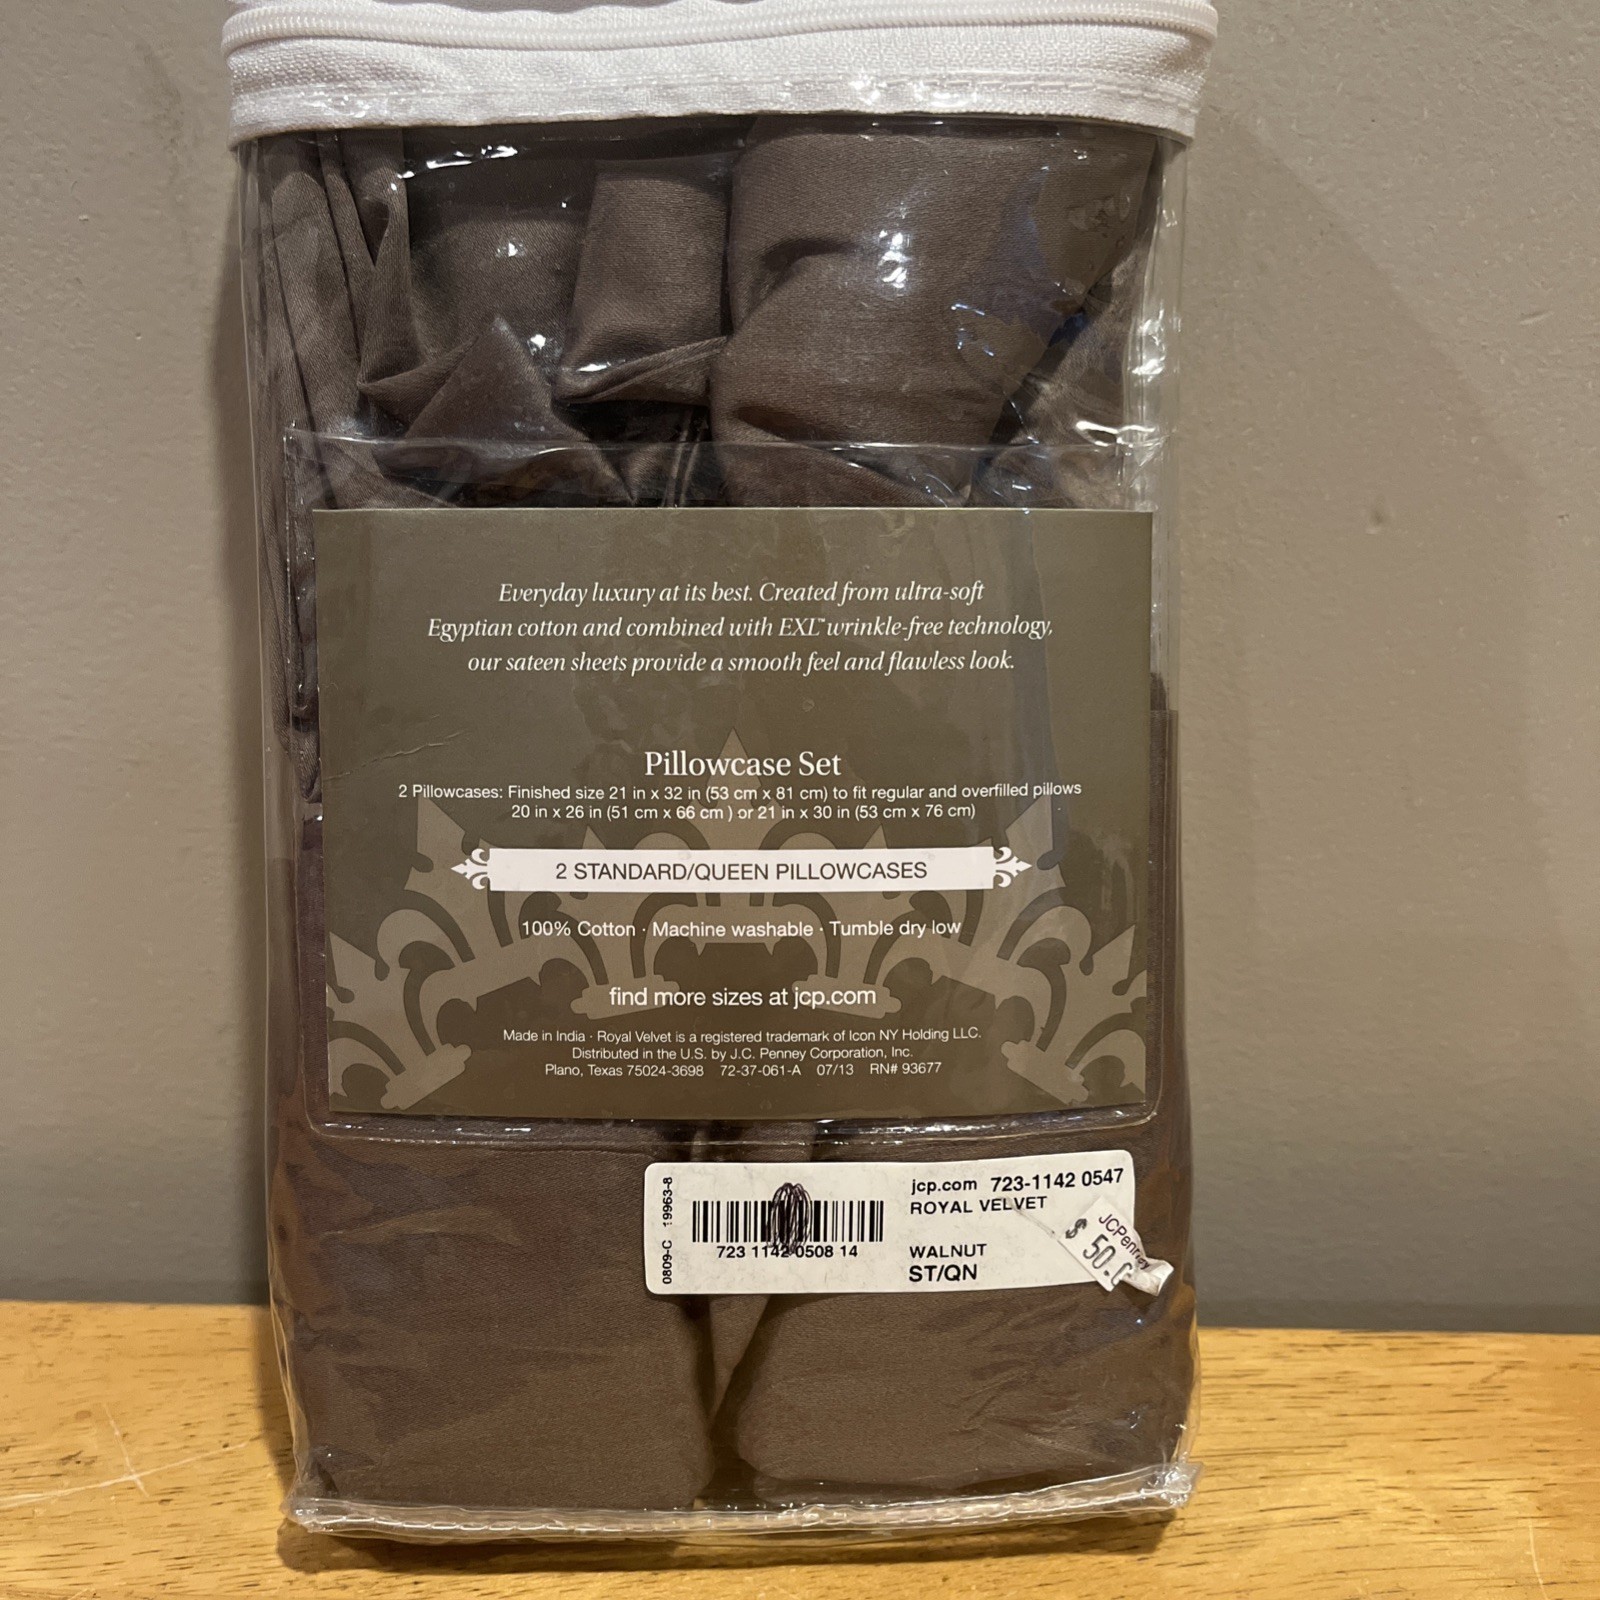 Everyday luxury at its best. Created from ultra-soft
Egyptian cotton and combined with EXL™ wrinkle-free technology,
our sateen sheets provide a smooth feel and flawless look.
Pillowcase Set
2 Pillowcases: Finished size 21 in x 32 in (53 cm x 81 cm) to fit regular and overfilled pillows
20 in x 26 in (51 cm x 66 cm ) or 21 in x 30 in (53 cm x 76 cm)
2 STANDARD/QUEEN PILLOWCASES
100% Cotton · Machine washable · Tumble dry low
find more sizes at jcp.com
Made in India · Royal Velvet is a registered trademark of Icon NY Holding LLC.
Distributed in the U.S. by J.C. Penney Corporation, Inc.
Plano, Texas 75024-3698 72-37-061-A 07/13 RN# 93677
0809-C 19963-8
723 1142 0508 14
jcp.com 723-1142 0547
ROYAL VELVET
WALNUT
ST/QN
JCPenney
$ 50.